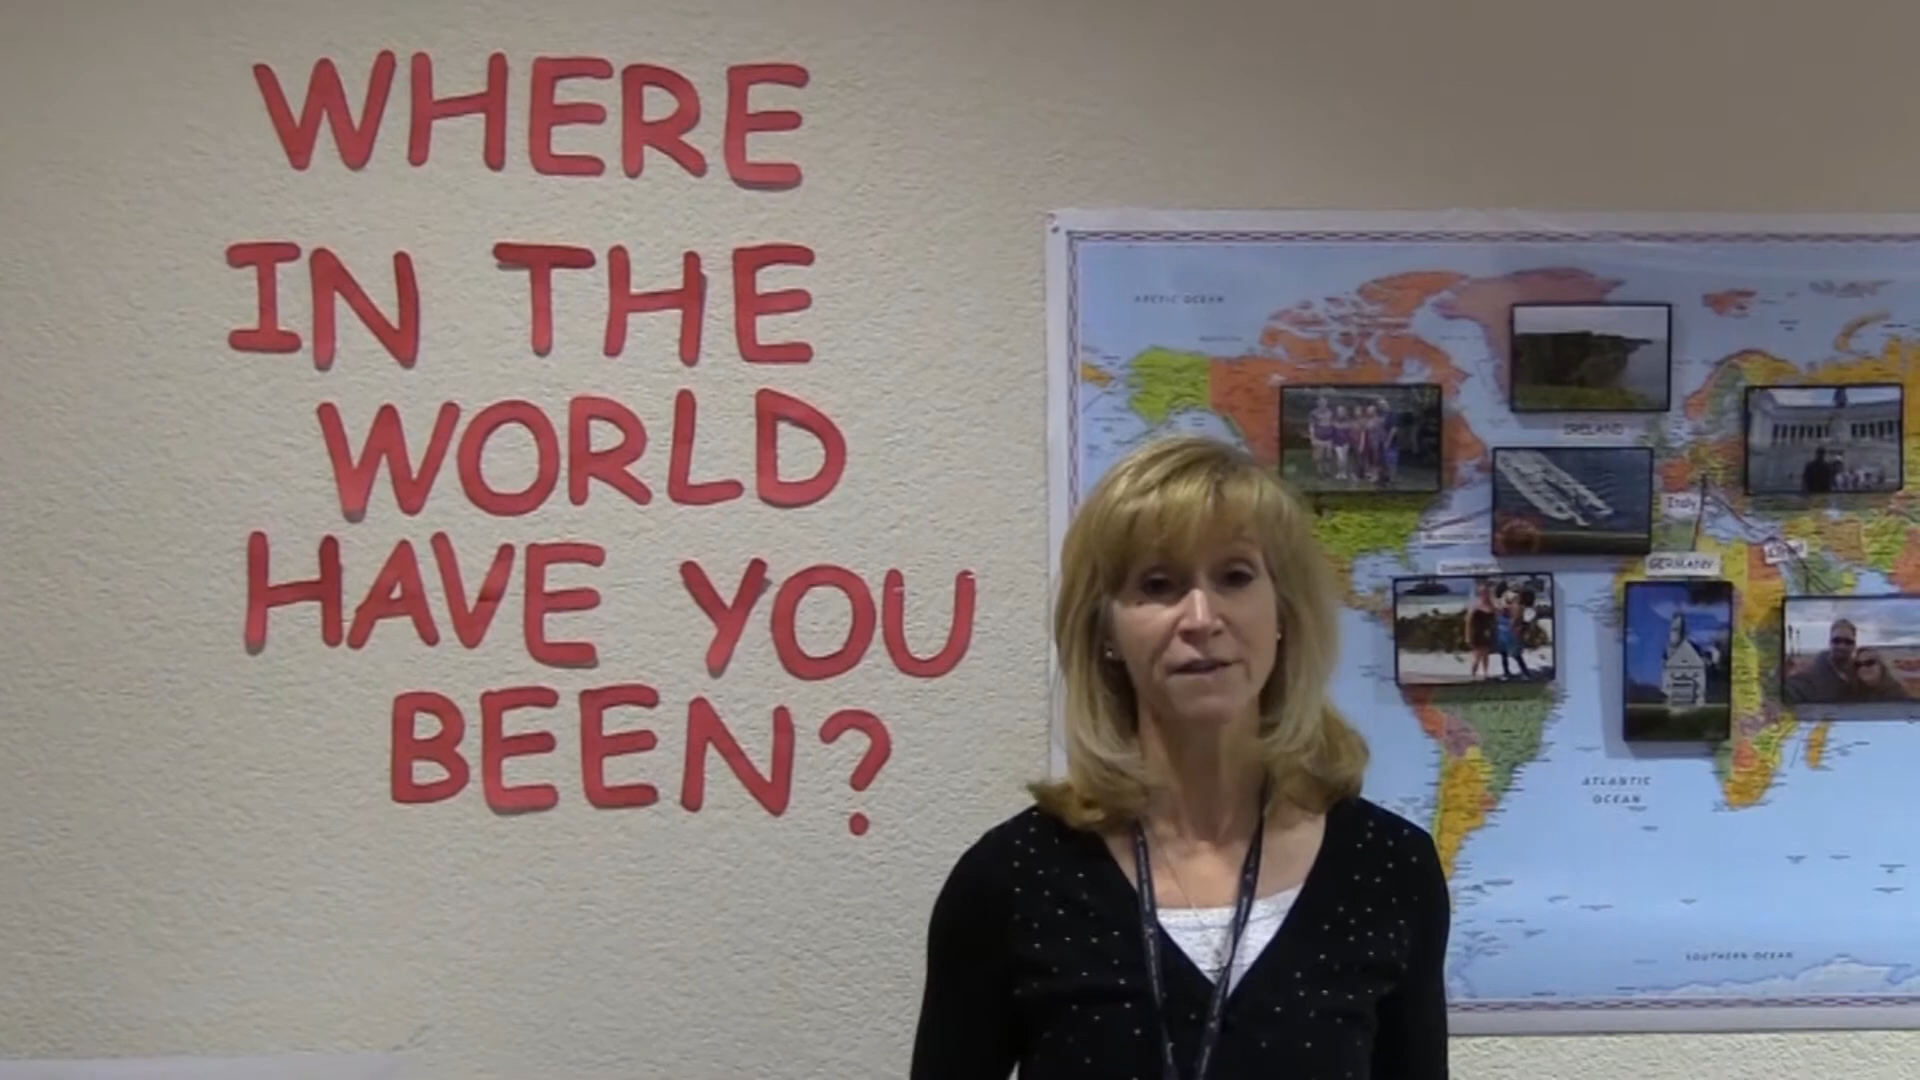 WHERE
IN THE
WORLD
HAVE YOU
BEEN?
ARCTIC OCEAN
IRELAND
Italy
GERMANY
ATLANTIC
OCEAN
SOUTHERN OCEAN